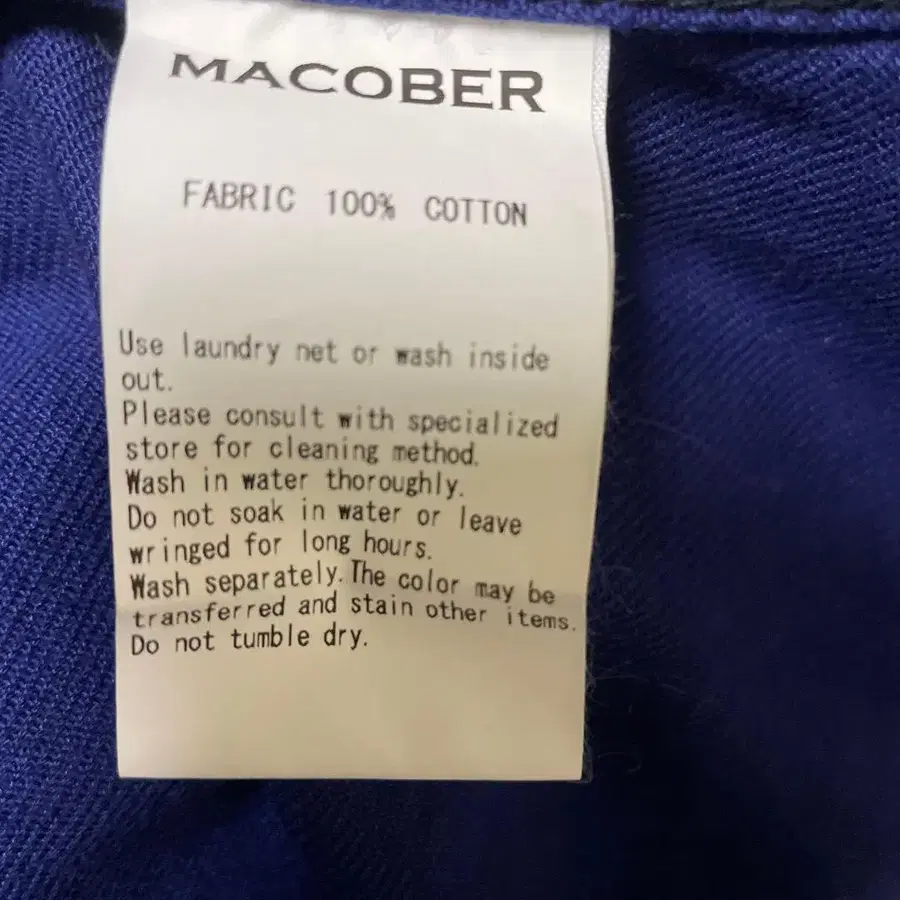 MACOBER
FABRIC 100% COTTON
Use laundry net or wash inside
out.
Please consult with specialized
store for cleaning method.
Wash in water thoroughly.
Do not soak in water or leave
wringed for long hours.
Wash separately. The color may be
transferred and stain other items.
Do not tumble dry.